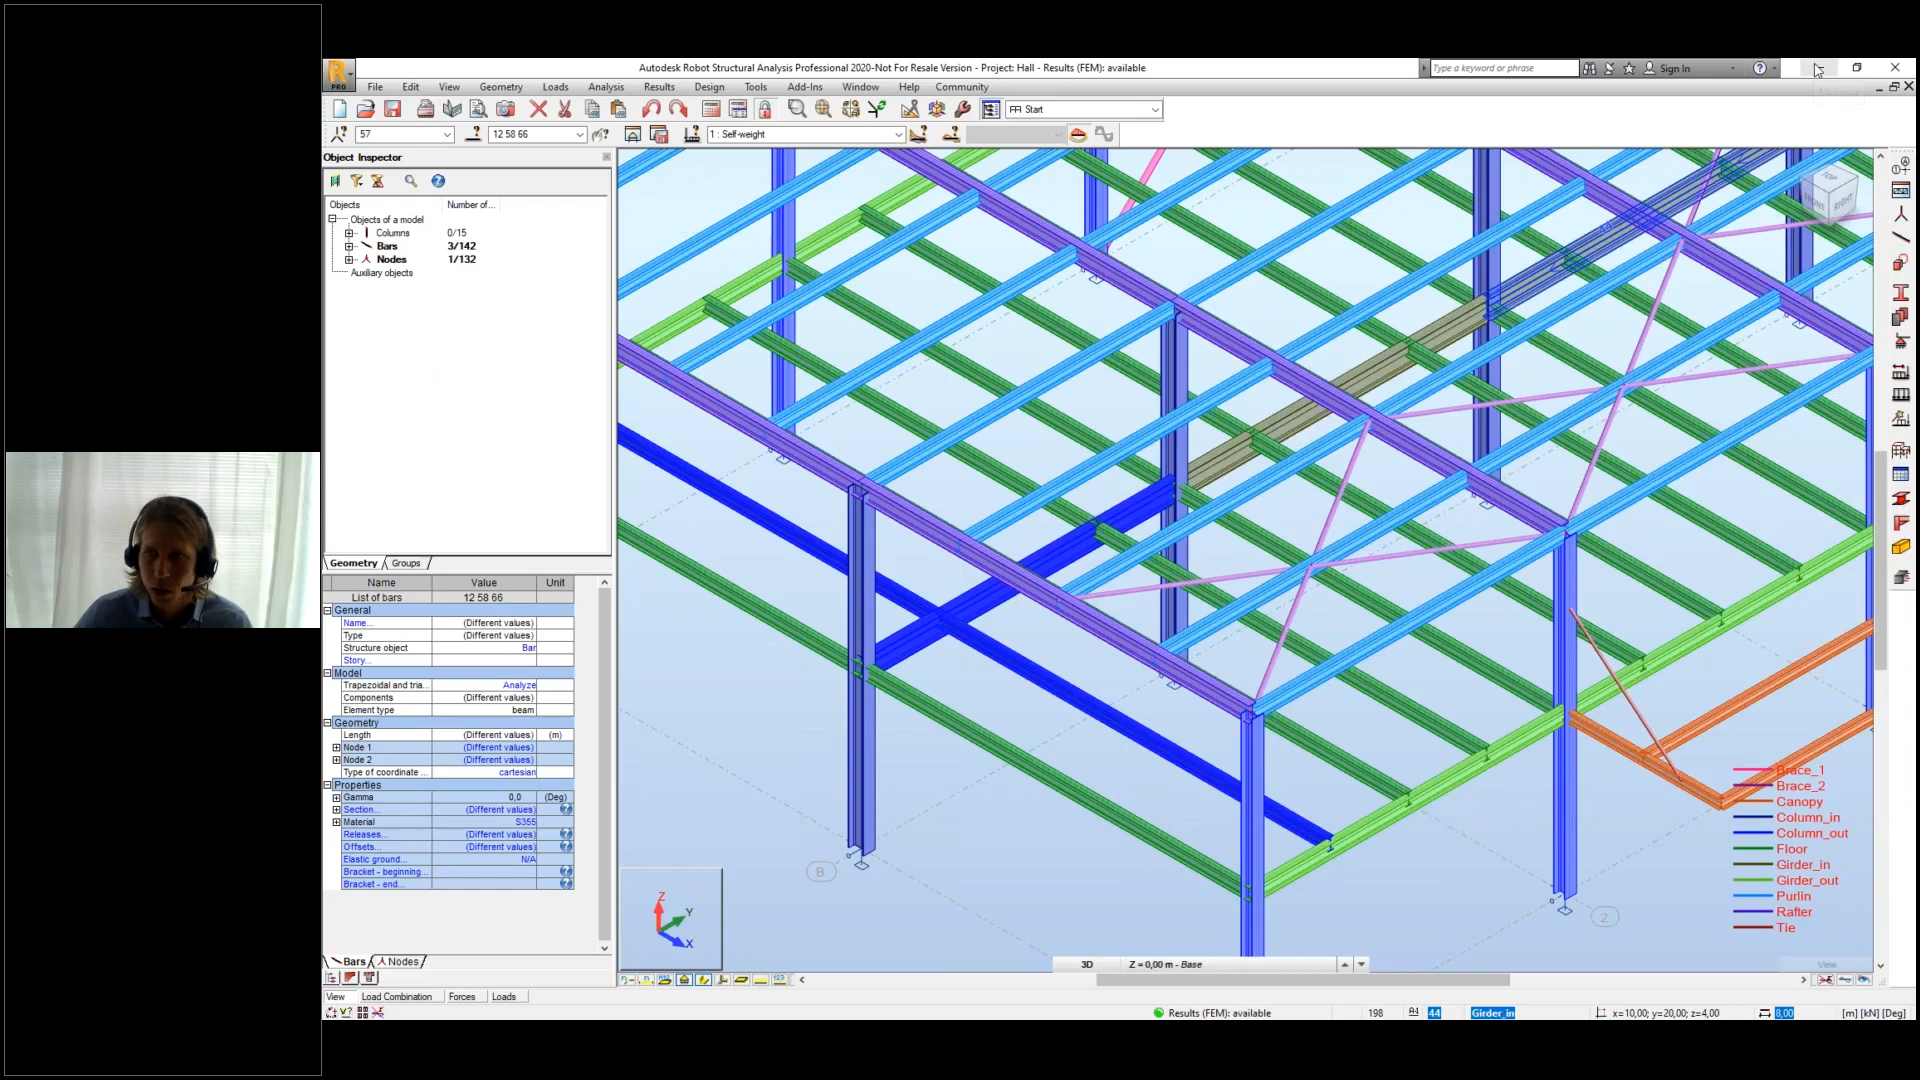 Autodesk Robot Structural Analysis Professional 2020-Not For Resale Version - Project: Hall - Results (FEM): available
Type a keyword or phrase
Sign In
PRO
File Edit View Geometry Loads Analysis Results Design Tools Add-Ins Window Help Community
Start
57
12 58 66
1 : Self-weight
Object Inspector
Objects Number of...
Objects of a model
Columns 0/15
Bars 3/142
Nodes 1/132
Auxiliary objects
Geometry Groups
Name Value Unit
List of bars 12 58 66
General
Name... (Different values)
Type (Different values)
Structure object Bar
Story...
Model
Trapezoidal and tria... Analyze
Components (Different values)
Element type beam
Geometry
Length (Different values) (m)
Node 1 (Different values)
Node 2 (Different values)
Type of coordinate ... cartesian
Properties
Gamma 0,0 (Deg)
Section... (Different values)
Material S355
Releases... (Different values)
Offsets... (Different values)
Elastic ground... N/A
Bracket - beginning...
Bracket - end...
Bars Nodes
View Load Combination Forces Loads
TOP
FRONT
RIGHT
B
2
Z
Y
X
Brace_1
Brace_2
Canopy
Column_in
Column_out
Floor
Girder_in
Girder_out
Purlin
Rafter
Tie
3D Z = 0,00 m - Base
View
Results (FEM): available
198
44
Girder_in
x=10,00; y=20,00; z=4,00
8,00
[m] [kN] [Deg]